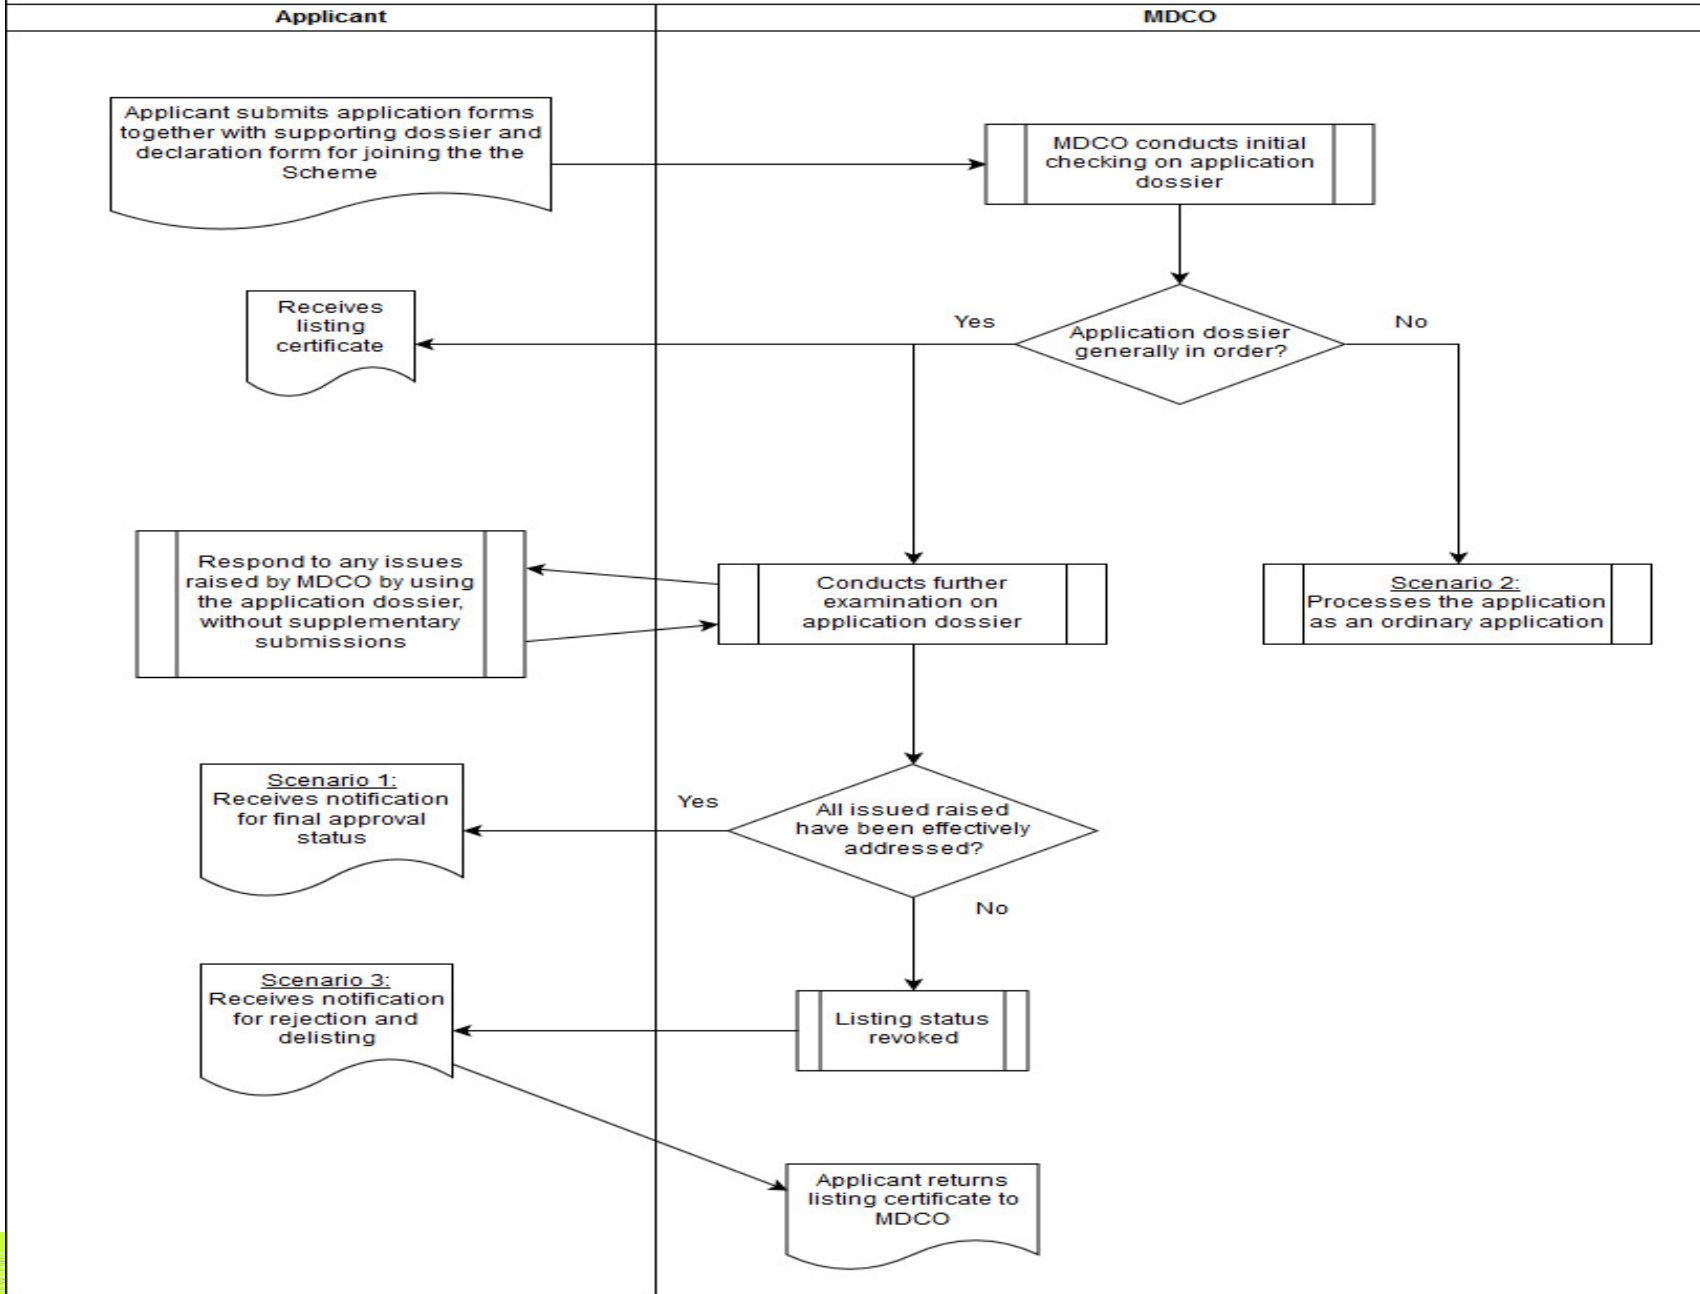 Applicant
MDCO
Applicant submits application forms
together with supporting dossier and
declaration form for joining the the
Scheme
MDCO conducts initial
checking on application
dossier
Receives
listing
certificate
Yes
Application dossier
generally in order?
No
Respond to any issues
raised by MDCO by using
the application dossier,
without supplementary
submissions
Conducts further
examination on
application dossier
Scenario 2:
Processes the application
as an ordinary application
Scenario 1:
Receives notification
for final approval
status
Yes
All issued raised
have been effectively
addressed?
No
Scenario 3:
Receives notification
for rejection and
delisting
Listing status
revoked
Applicant returns
listing certificate to
MDCO